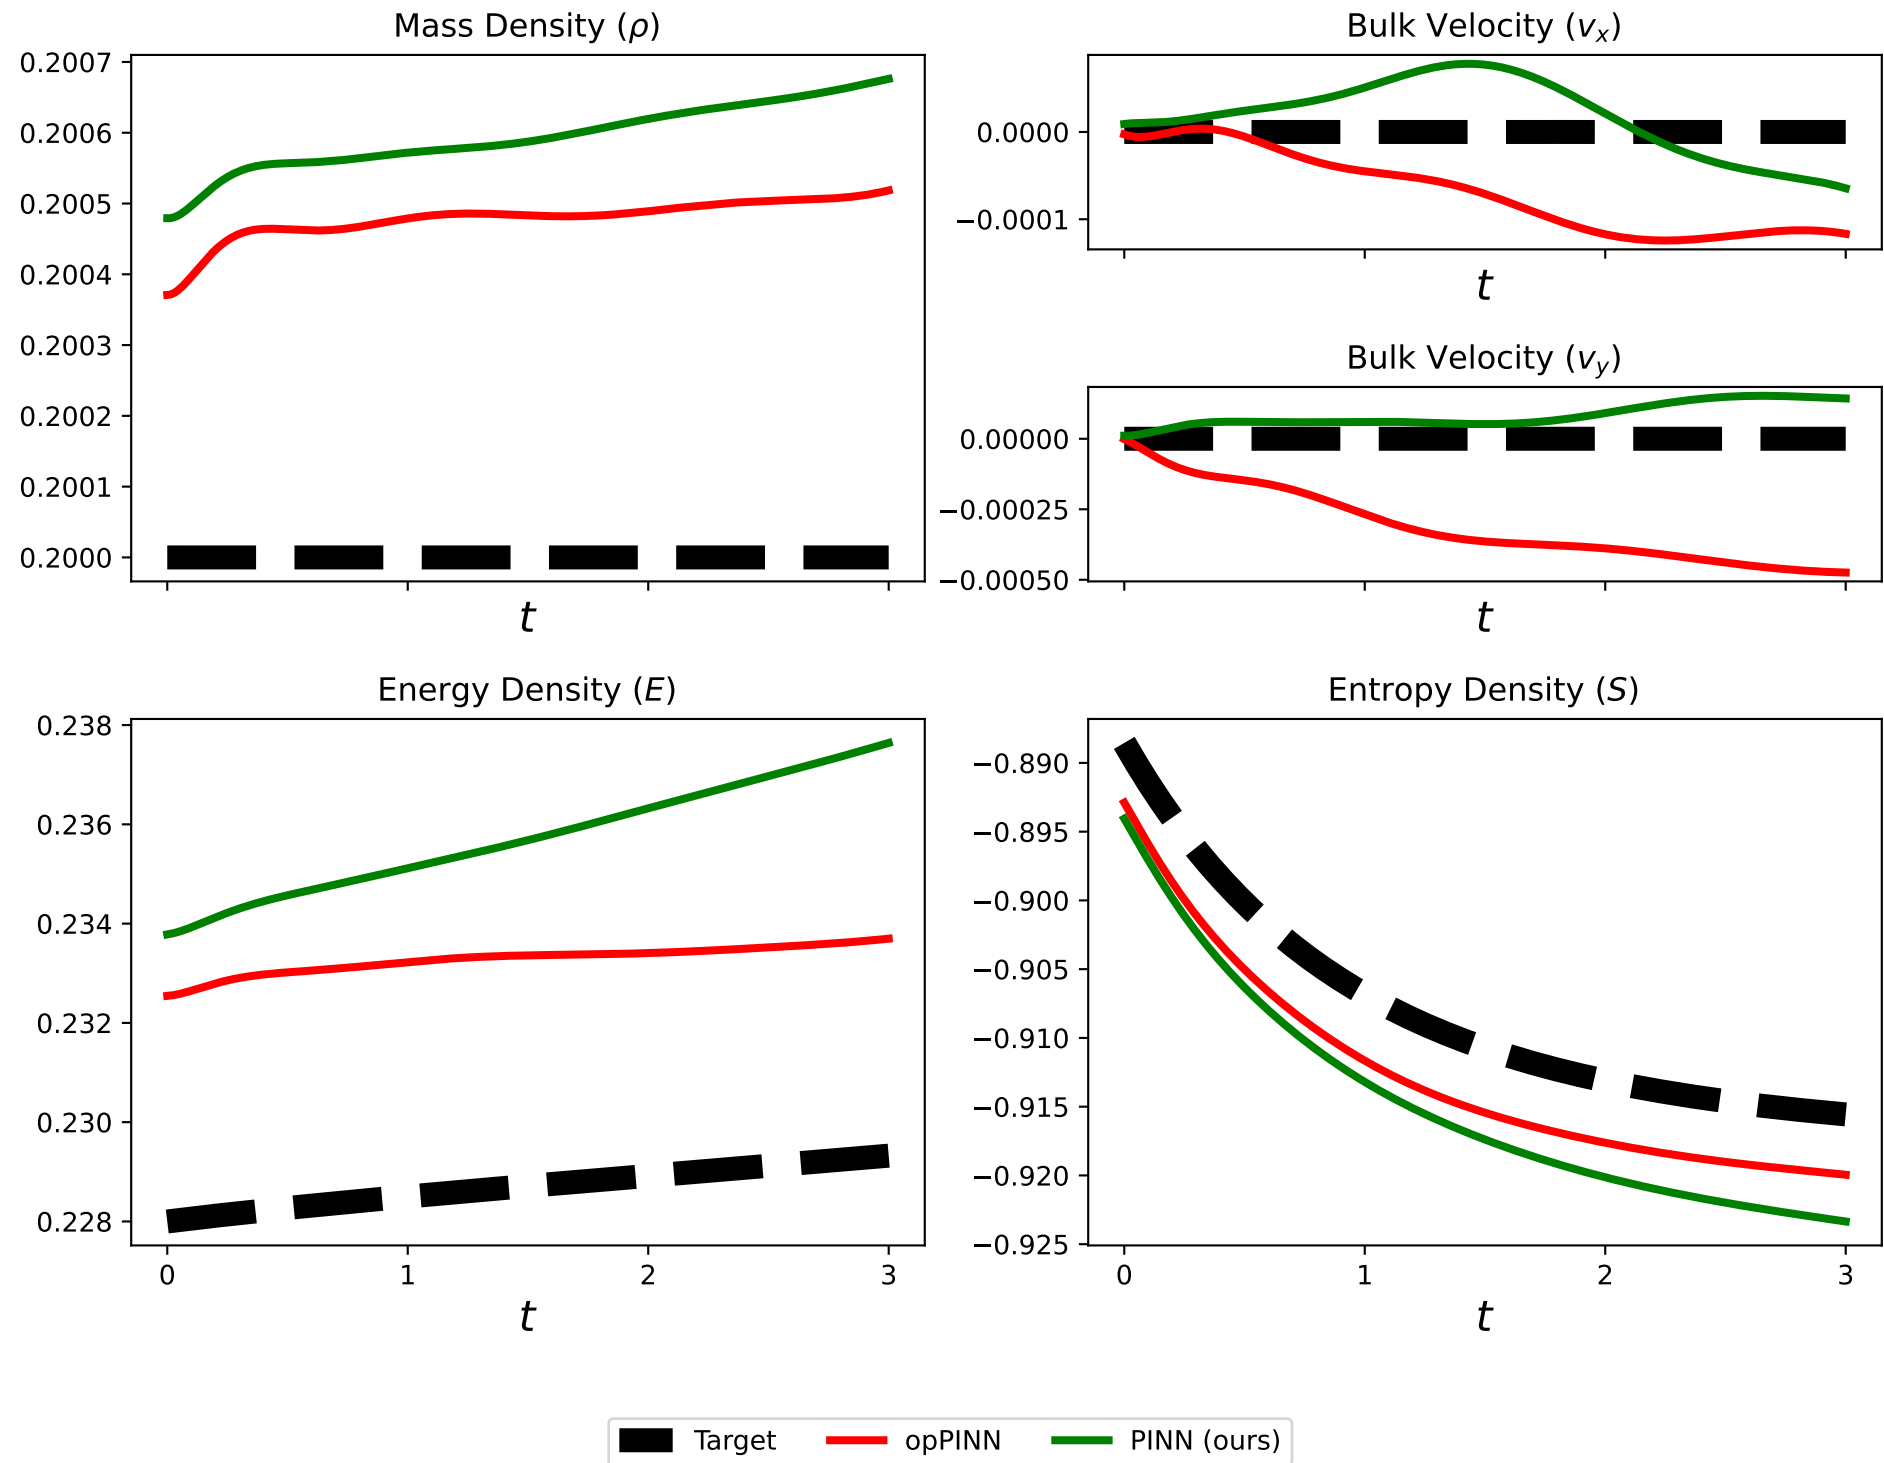 Mass Density (ρ)
0.2007
0.2006
0.2005
0.2004
0.2003
0.2002
0.2001
0.2000
t
Bulk Velocity (vₓ)
0.0000
−0.0001
t
Bulk Velocity (v_y)
0.00000
−0.00025
−0.00050
t
Energy Density (E)
0.238
0.236
0.234
0.232
0.230
0.228
0 1 2 3
t
Entropy Density (S)
−0.890
−0.895
−0.900
−0.905
−0.910
−0.915
−0.920
−0.925
0 1 2 3
t
Target opPINN PINN (ours)